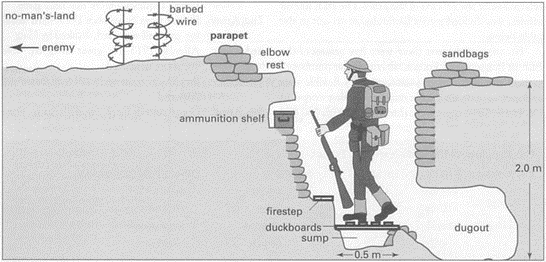 no-man's-land
enemy
barbed
wire
parapet
elbow
rest
sandbags
ammunition shelf
2.0 m
firestep
duckboards
sump
dugout
0.5 m